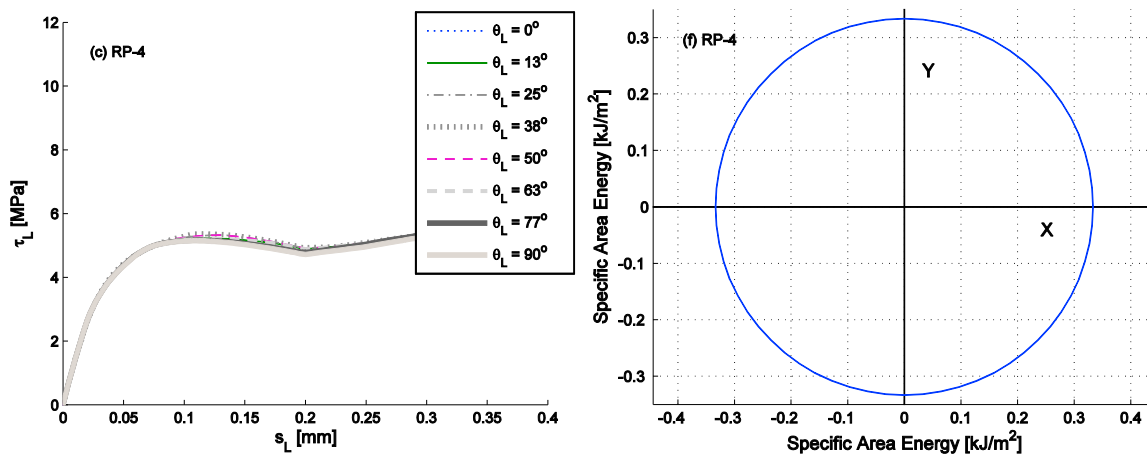 (c) RP-4
12
10
8
6
4
2
0
τL [MPa]
0
0.05
0.1
0.15
0.2
0.25
0.3
0.35
0.4
sL [mm]
θL = 0°
θL = 13°
θL = 25°
θL = 38°
θL = 50°
θL = 63°
θL = 77°
θL = 90°
(f) RP-4
Y
X
0.3
0.2
0.1
0
-0.1
-0.2
-0.3
Specific Area Energy [kJ/m²]
-0.4
-0.3
-0.2
-0.1
0
0.1
0.2
0.3
0.4
Specific Area Energy [kJ/m²]